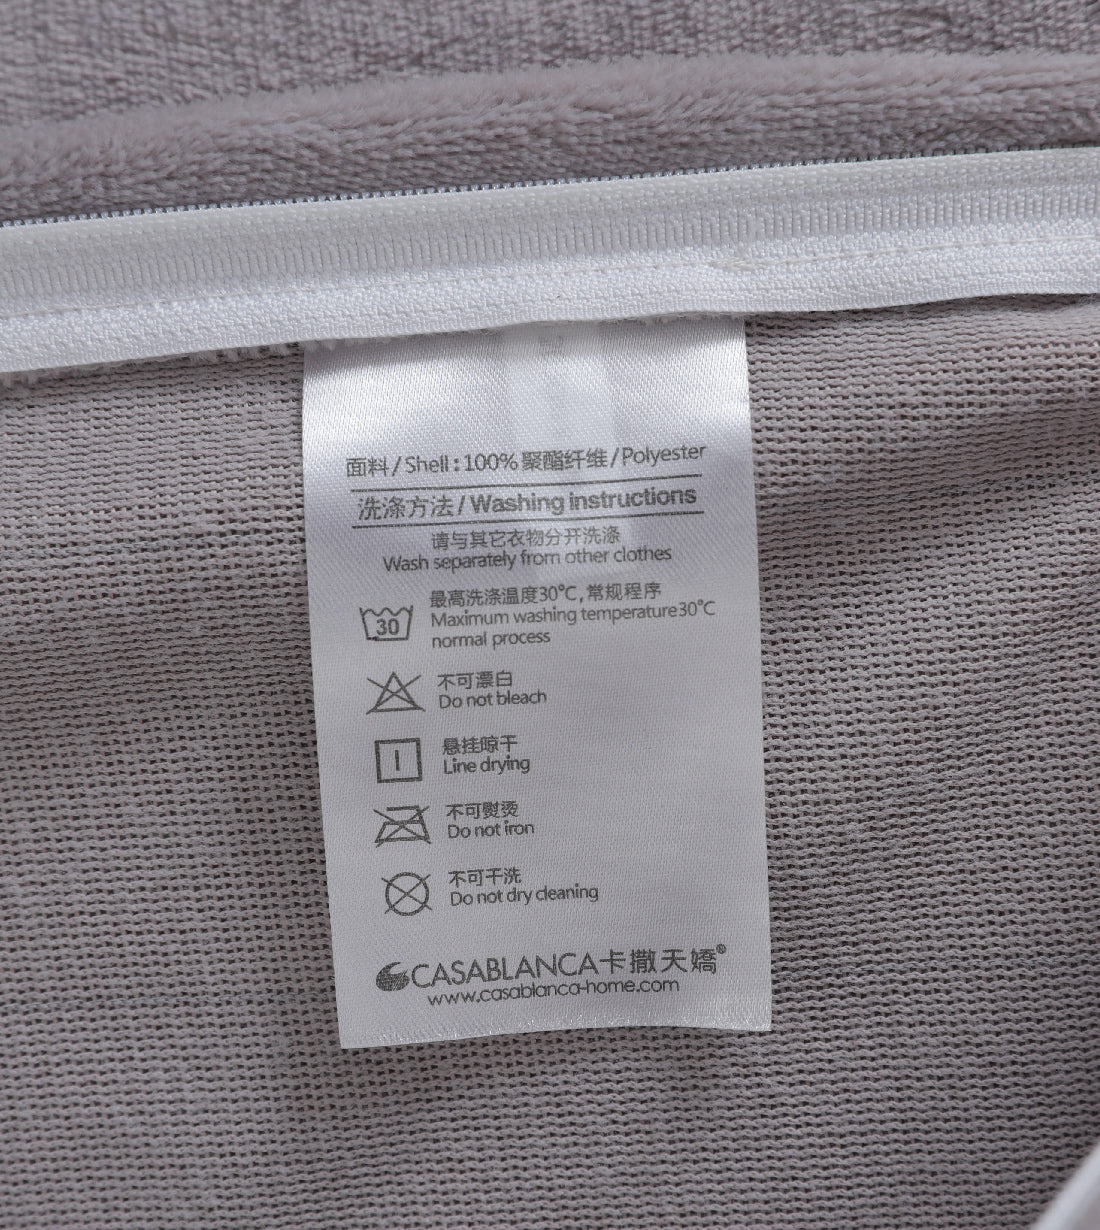 面料/Shell:100%聚酯纤维/Polyester
洗涤方法/Washing instructions
请与其它衣物分开洗涤
Wash separately from other clothes
30
最高洗涤温度30°C,常规程序
Maximum washing temperature30°C
normal process
不可漂白
Do not bleach
悬挂晾干
Line drying
不可熨烫
Do not iron
不可干洗
Do not dry cleaning
CASABLANCA卡撒天嬌®
www.casablanca-home.com